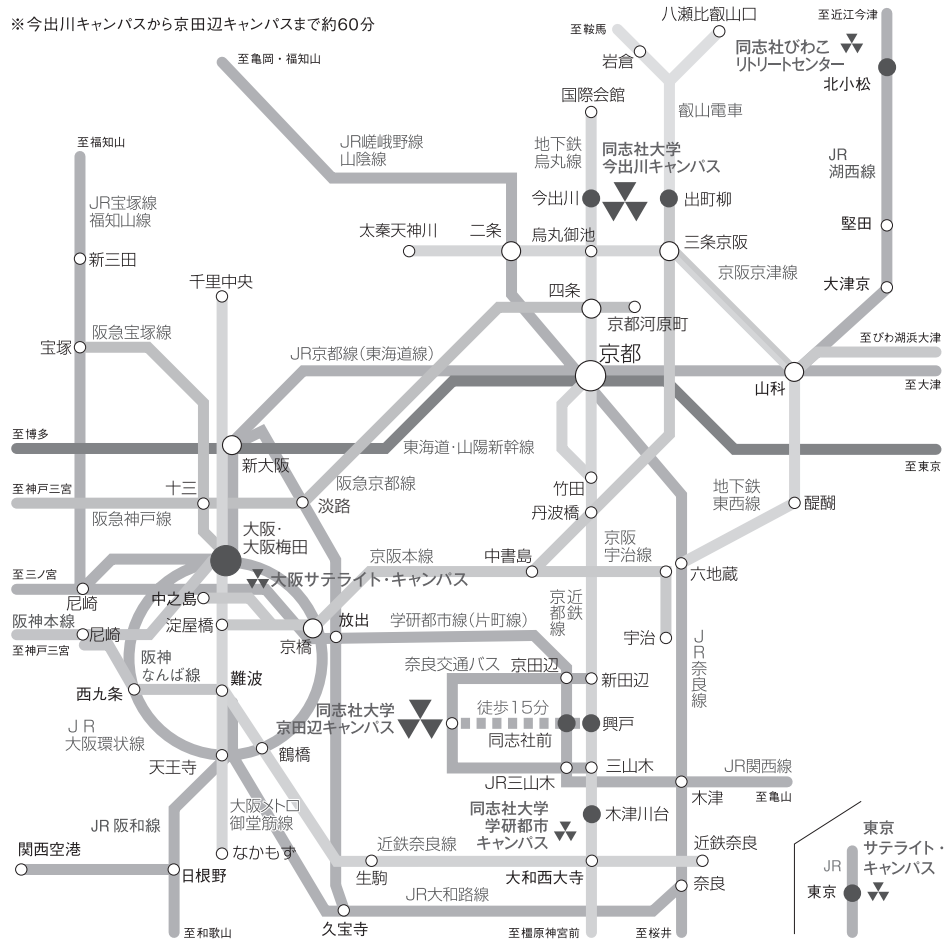 ※今出川キャンパスから京田辺キャンパスまで約60分
八瀬比叡山口
至鞍馬
岩倉
至近江今津
同志社びわこ
リトリートセンター
北小松
至亀岡・福知山
国際会館
叡山電車
至福知山
JR嵯峨野線
山陰線
地下鉄
烏丸線
同志社大学
今出川キャンパス
JR
湖西線
JR宝塚線
福知山線
今出川
出町柳
堅田
太秦天神川
二条
烏丸御池
三条京阪
新三田
京阪京津線
大津京
千里中央
四条
京都河原町
阪急宝塚線
宝塚
JR京都線(東海道線)
京都
至びわ湖浜大津
山科
至大津
至博多
東海道・山陽新幹線
新大阪
至東京
至神戸三宮
十三
阪急京都線
淡路
竹田
地下鉄
東西線
醍醐
阪急神戸線
丹波橋
大阪・
大阪梅田
京阪本線
中書島
京阪
宇治線
六地蔵
至三ノ宮
大阪サテライト・キャンパス
尼崎
中之島
近鉄
京都線
阪神本線
尼崎
淀屋橋
京橋
放出
学研都市線(片町線)
宇治
JR奈良線
至神戸三宮
阪神
なんば線
奈良交通バス
京田辺
新田辺
西九条
難波
同志社大学
京田辺キャンパス
徒歩15分
興戸
同志社前
JR
大阪環状線
鶴橋
天王寺
三山木
JR三山木
JR関西線
木津
至亀山
大阪メトロ
御堂筋線
同志社大学
学研都市
キャンパス
木津川台
JR阪和線
東京
サテライト・
キャンパス
JR
東京
関西空港
なかもず
近鉄奈良線
近鉄奈良
日根野
生駒
大和西大寺
奈良
JR大和路線
久宝寺
至和歌山
至橿原神宮前
至桜井